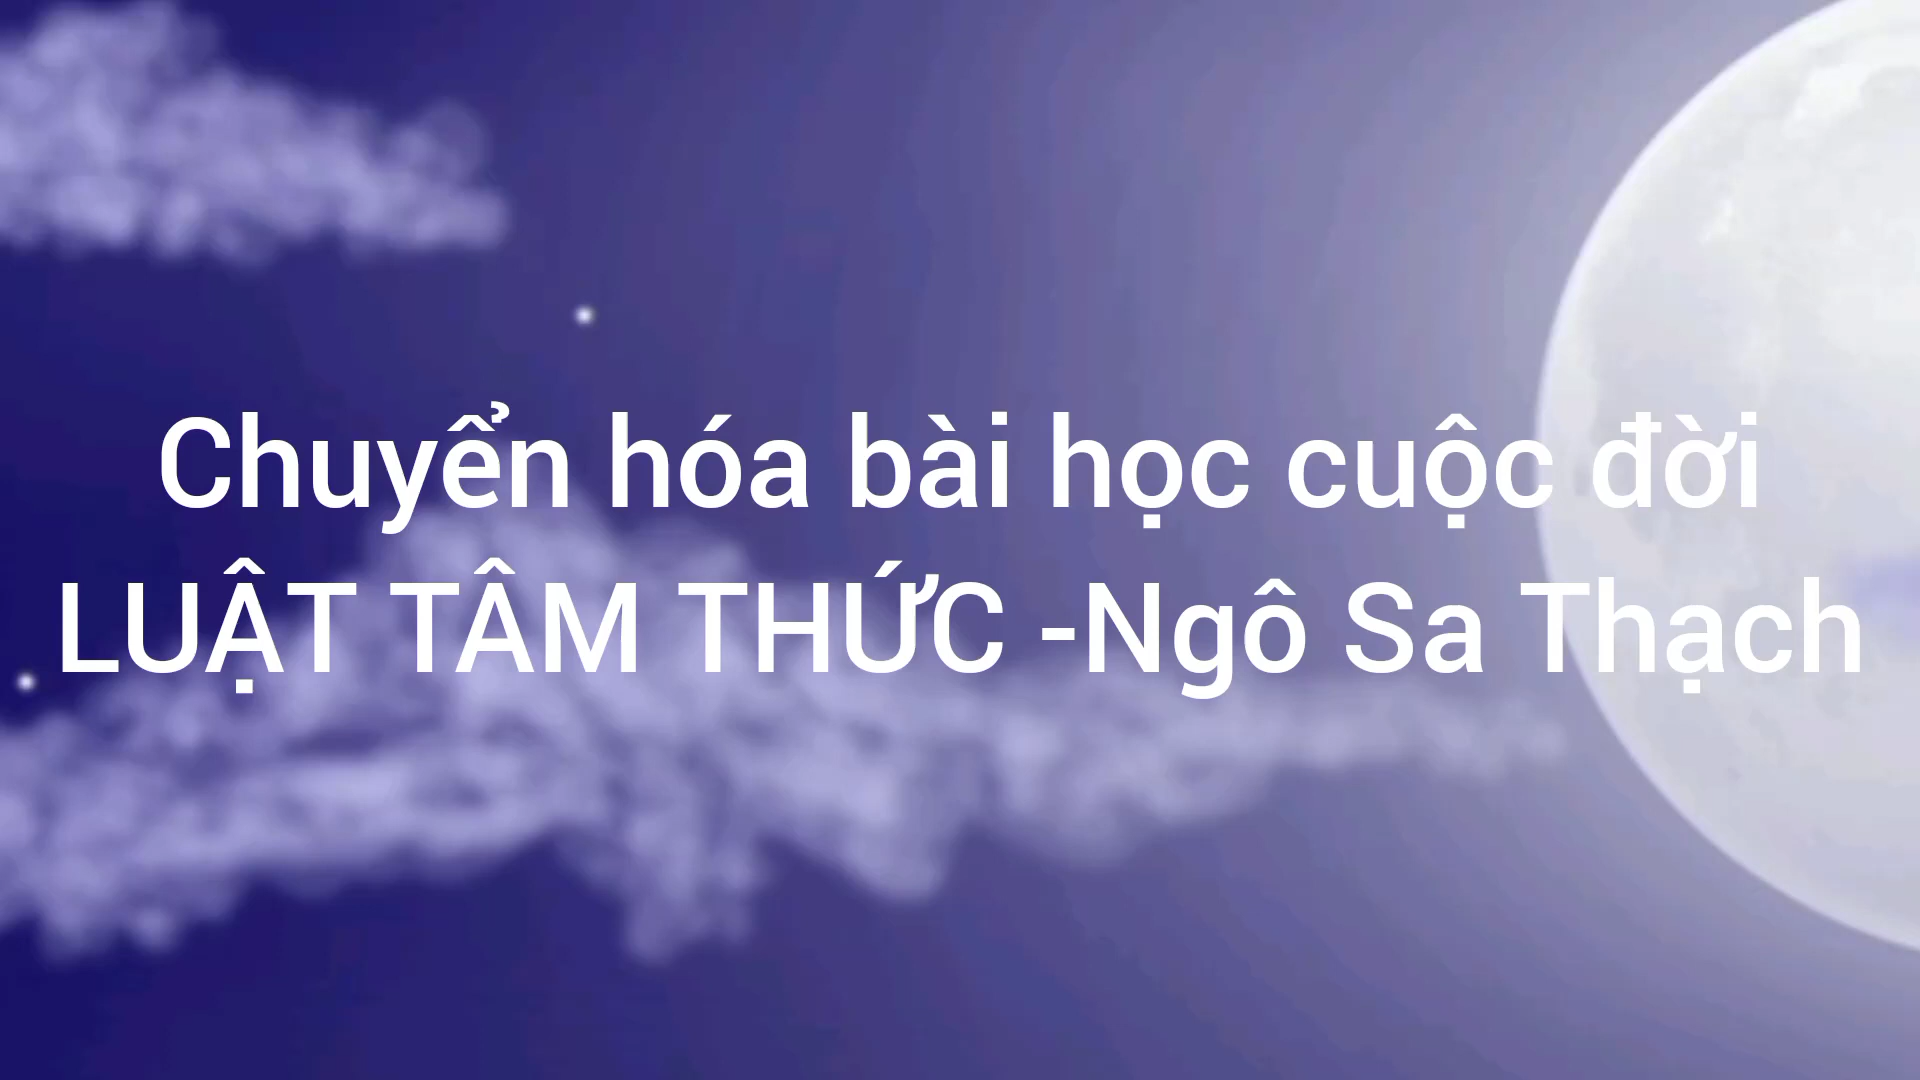 Chuyển hóa bài học cuộc đời
LUẬT TÂM THỨC -Ngô Sa Thạch